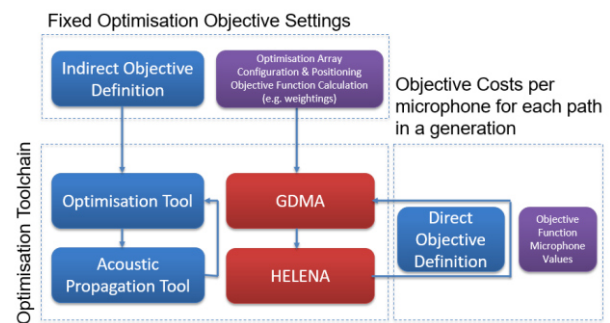 Fixed Optimisation Objective Settings
Indirect Objective
Definition
Optimisation Array
Configuration & Positioning
Objective Function Calculation
(e.g. weightings)
Objective Costs per
microphone for each path
in a generation
Optimisation Toolchain
Optimisation Tool
GDMA
Direct
Objective
Definition
Objective
Function
Microphone
Values
Acoustic
Propagation Tool
HELENA